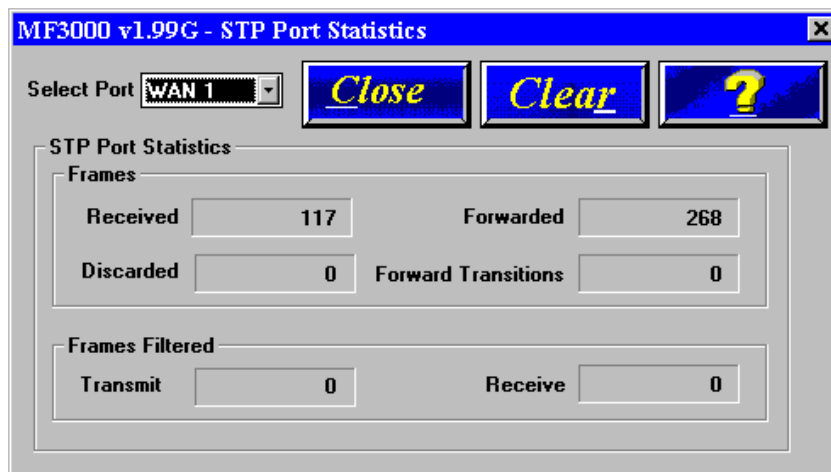 MF3000 v1.99G - STP Port Statistics
Select Port WAN 1 Close Clear ?
STP Port Statistics
Frames
Received 117 Forwarded 268
Discarded 0 Forward Transitions 0
Frames Filtered
Transmit 0 Receive 0